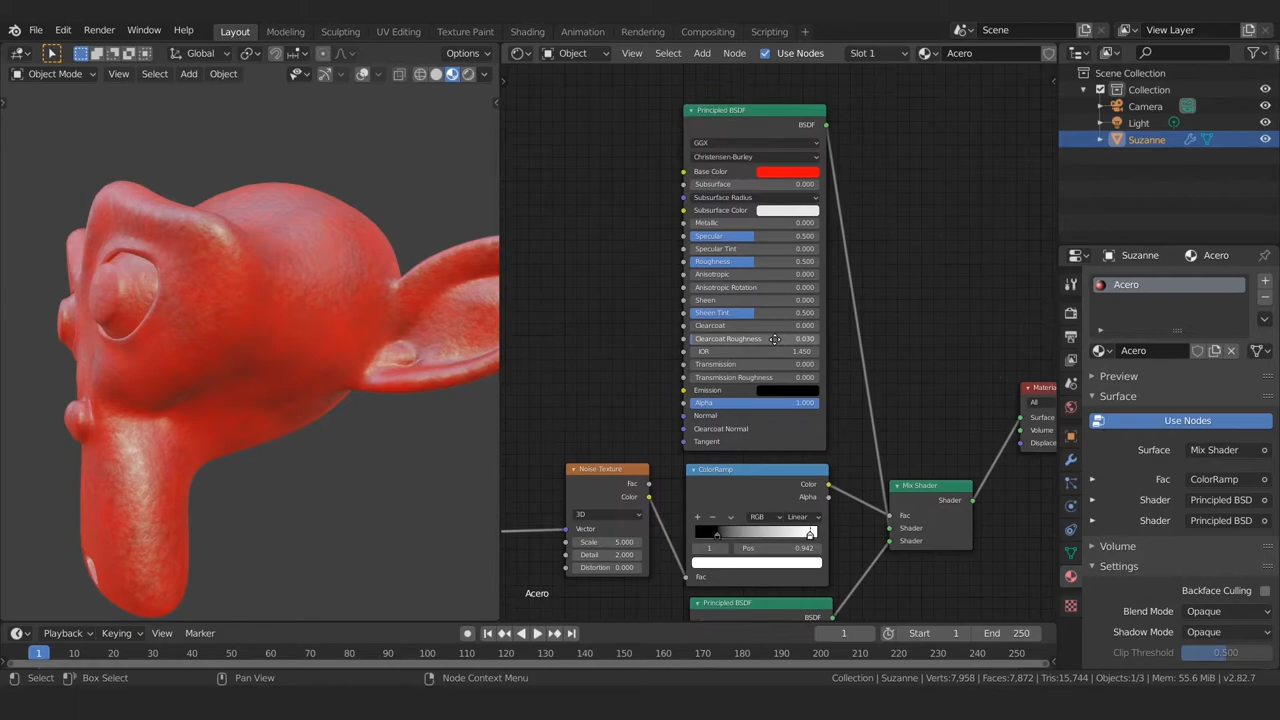 File Edit Render Window Help Layout Modeling Sculpting UV Editing Texture Paint Shading Animation Rendering Compositing Scripting Scene View Layer
Global Options Object View Select Add Node Use Nodes Slot 1 Acero
Object Mode View Select Add Object
Scene Collection
Collection
Camera
Light
Suzanne
Principled BSDF
BSDF
GGX
Christensen-Burley
Base Color
Subsurface 0.000
Subsurface Radius
Subsurface Color
Metallic 0.000
Specular 0.500
Specular Tint 0.000
Roughness 0.500
Anisotropic 0.000
Anisotropic Rotation 0.000
Sheen 0.000
Sheen Tint 0.500
Clearcoat 0.000
Clearcoat Roughness 0.030
IOR 1.450
Transmission 0.000
Transmission Roughness 0.000
Emission
Alpha 1.000
Normal
Clearcoat Normal
Tangent
Noise Texture
Fac
Color
3D
Vector
Scale 5.000
Detail 2.000
Distortion 0.000
ColorRamp
Color
Alpha
RGB Linear
1 Pos 0.942
Fac
Principled BSDF
BSDF
Mix Shader
Shader
Fac
Shader
Shader
Materia
All
Surface
Volume
Displac
Acero
Suzanne Acero
Acero
Acero
Preview
Surface
Use Nodes
Surface Mix Shader
Fac ColorRamp
Shader Principled BSD
Shader Principled BSD
Volume
Settings
Backface Culling
Blend Mode Opaque
Shadow Mode Opaque
Clip Threshold 0.500
Playback Keying View Marker 1 Start 1 End 250
1 10 20 30 40 50 60 70 80 90 100 110 120 130 140 150 160 170 180 190 200 210 220 230 240 250
Select Box Select Pan View Node Context Menu Collection | Suzanne | Verts:7,958 | Faces:7,872 | Tris:15,744 | Objects:1/3 | Mem: 55.6 MiB | v2.82.7